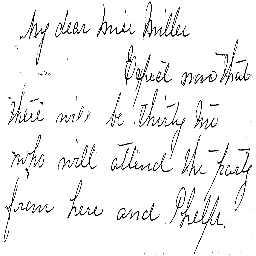 My dear Miss Miller
Expect now that
there will be thirty two
who will attend the party
from here and Phelps.